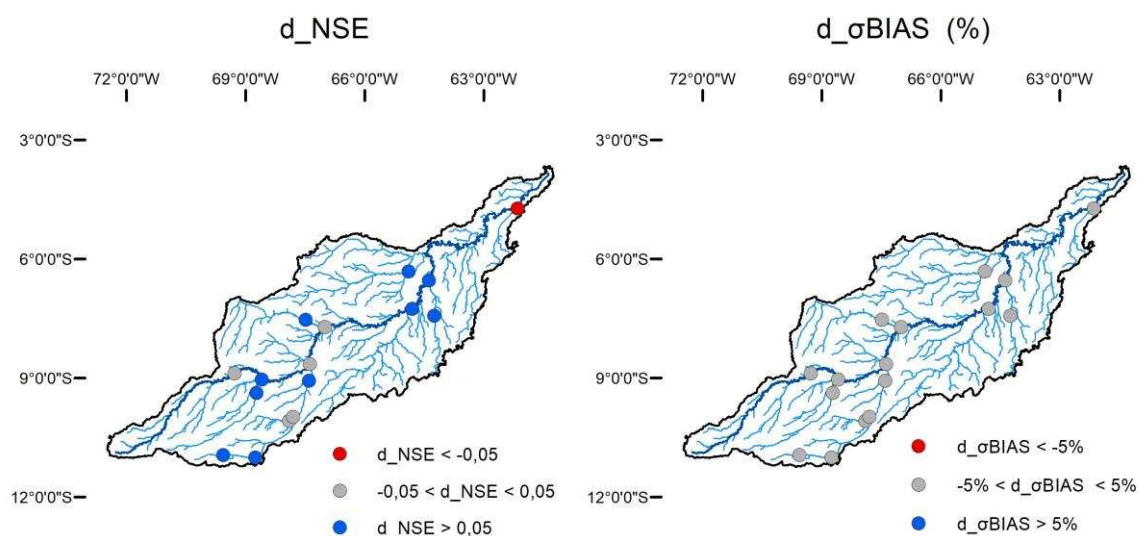 d_NSE
72°0'0"W 69°0'0"W 66°0'0"W 63°0'0"W
3°0'0"S
6°0'0"S
9°0'0"S
12°0'0"S
d_NSE < -0,05
-0,05 < d_NSE < 0,05
d_NSE > 0,05
d_σBIAS (%)
72°0'0"W 69°0'0"W 66°0'0"W 63°0'0"W
3°0'0"S
6°0'0"S
9°0'0"S
12°0'0"S
d_σBIAS < -5%
-5% < d_σBIAS < 5%
d_σBIAS > 5%